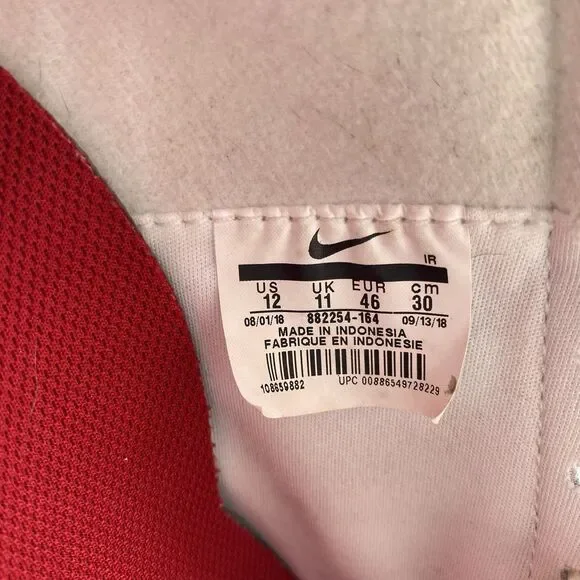 IR
US UK EUR cm
12 11 46 30
08/01/18 882254-164 09/13/18
MADE IN INDONESIA
FABRIQUE EN INDONESIE
108659882 UPC 00886549728229